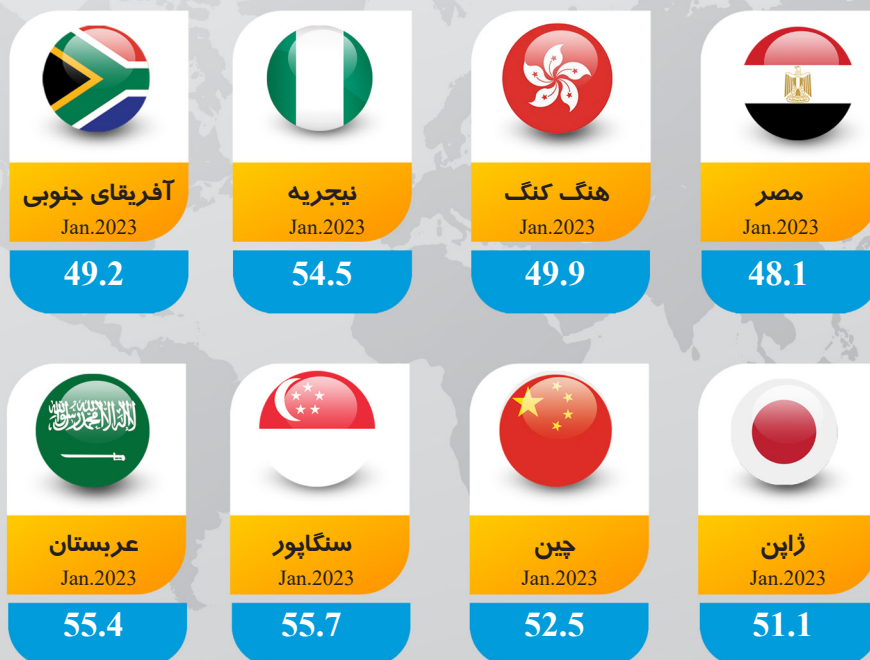 آفریقای جنوبی
Jan.2023
49.2
نیجریه
Jan.2023
54.5
هنگ کنگ
Jan.2023
49.9
مصر
Jan.2023
48.1
عربستان
Jan.2023
55.4
سنگاپور
Jan.2023
55.7
چین
Jan.2023
52.5
ژاپن
Jan.2023
51.1